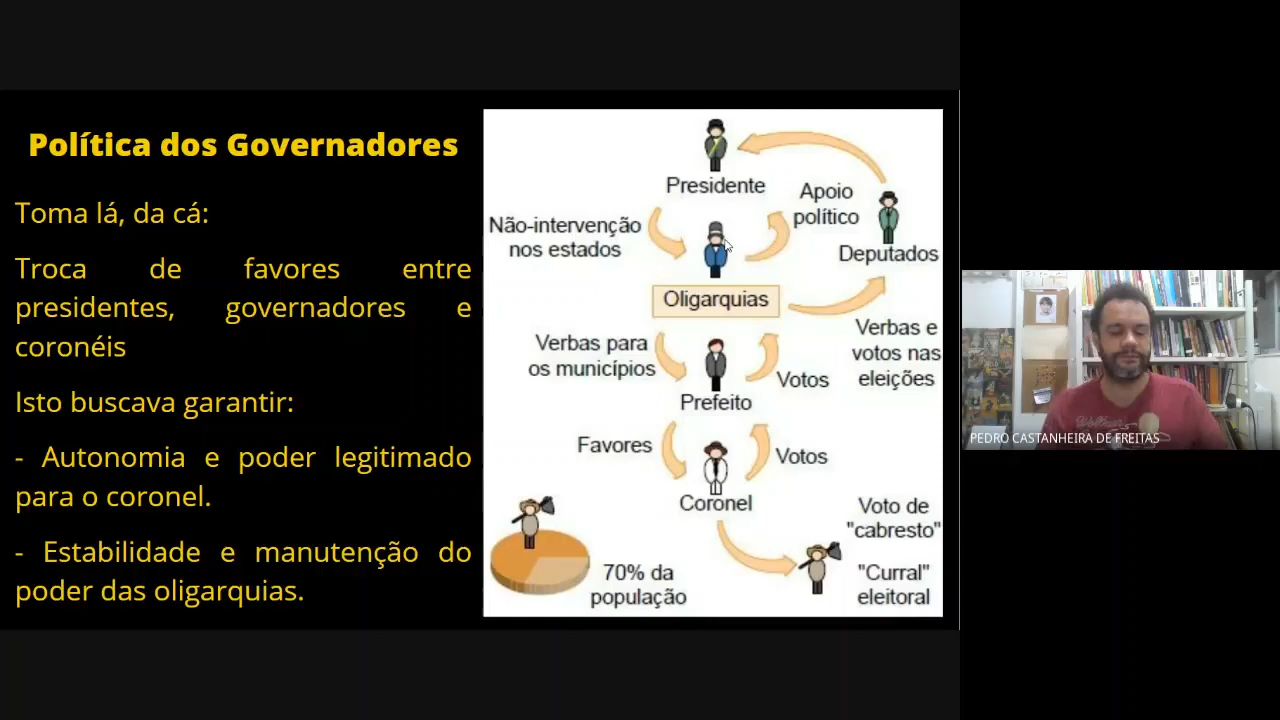 Política dos Governadores
Toma lá, da cá:
Troca de favores entre
presidentes, governadores e
coronéis
Isto buscava garantir:
- Autonomia e poder legitimado
para o coronel.
- Estabilidade e manutenção do
poder das oligarquias.
Presidente
Apoio
político
Não-intervenção
nos estados
Deputados
Oligarquias
Verbas para
os municípios
Verbas e
votos nas
eleições
Votos
Prefeito
Favores
Votos
Coronel
Voto de
"cabresto"
"Curral"
eleitoral
70% da
população
PEDRO CASTANHEIRA DE FREITAS